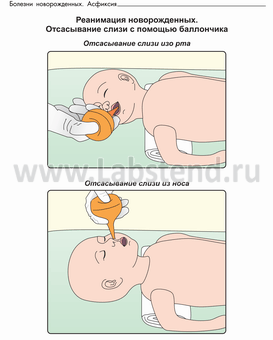 Болезни новорожденных. Асфиксия
Реанимация новорожденных.
Отсасывание слизи с помощью баллончика
Отсасывание слизи изо рта
www.Labstend.ru
Отсасывание слизи из носа